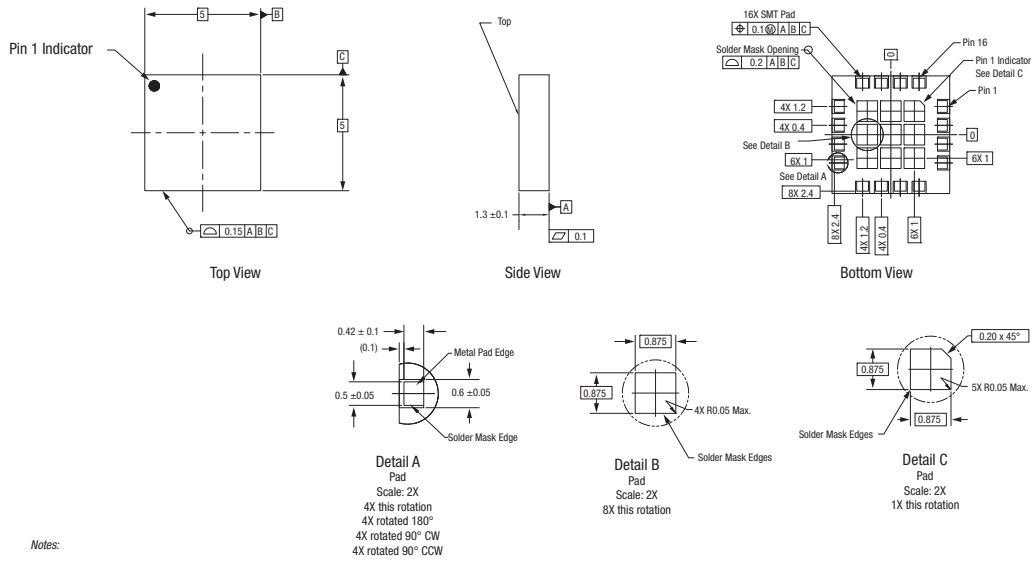 5
B
Pin 1 Indicator
C
5
0.15 A B C
Top View
Top
1.3 ±0.1
A
0.1
Side View
16X SMT Pad
0.1 Ⓜ A B C
Solder Mask Opening
0.2 A B C
0
Pin 16
Pin 1 Indicator
See Detail C
Pin 1
4X 1.2
4X 0.4
See Detail B
0
6X 1
6X 1
See Detail A
8X 2.4
8X 2.4
4X 1.2
4X 0.4
6X 1
Bottom View
0.42 ± 0.1
(0.1)
Metal Pad Edge
0.5 ±0.05
0.6 ±0.05
Solder Mask Edge
Detail A
Pad
Scale: 2X
4X this rotation
4X rotated 180°
4X rotated 90° CW
4X rotated 90° CCW
0.875
0.875
4X R0.05 Max.
Solder Mask Edges
Detail B
Pad
Scale: 2X
8X this rotation
0.20 x 45°
0.875
5X R0.05 Max.
0.875
Solder Mask Edges
Detail C
Pad
Scale: 2X
1X this rotation
Notes: